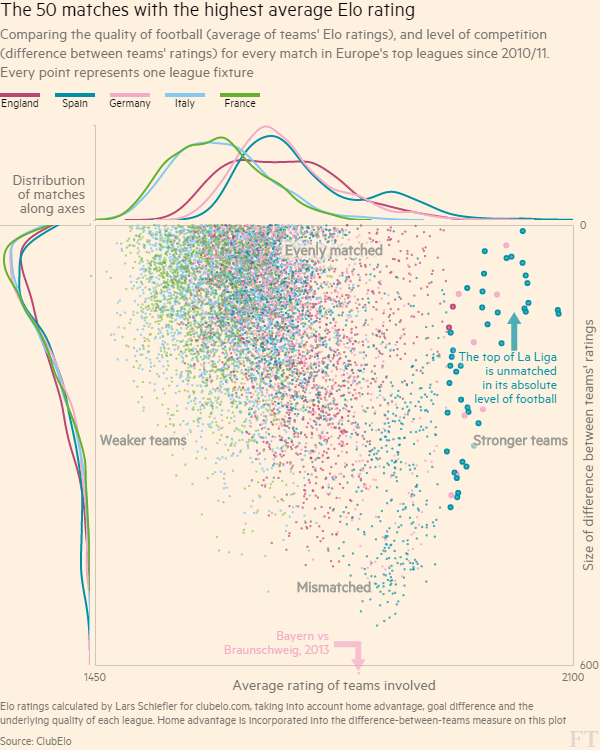 The 50 matches with the highest average Elo rating
Comparing the quality of football (average of teams' Elo ratings), and level of competition
(difference between teams' ratings) for every match in Europe's top leagues since 2010/11.
Every point represents one league fixture
England Spain Germany Italy France
Distribution
of matches
along axes
0
Evenly matched
The top of La Liga
is unmatched
in its absolute
level of football
Weaker teams
Stronger teams
Size of difference between teams' ratings
Mismatched
Bayern vs
Braunschweig, 2013
600
1450
2100
Average rating of teams involved
Elo ratings calculated by Lars Schiefler for clubelo.com, taking into account home advantage, goal difference and the
underlying quality of each league. Home advantage is incorporated into the difference-between-teams measure on this plot
Source: ClubElo
FT